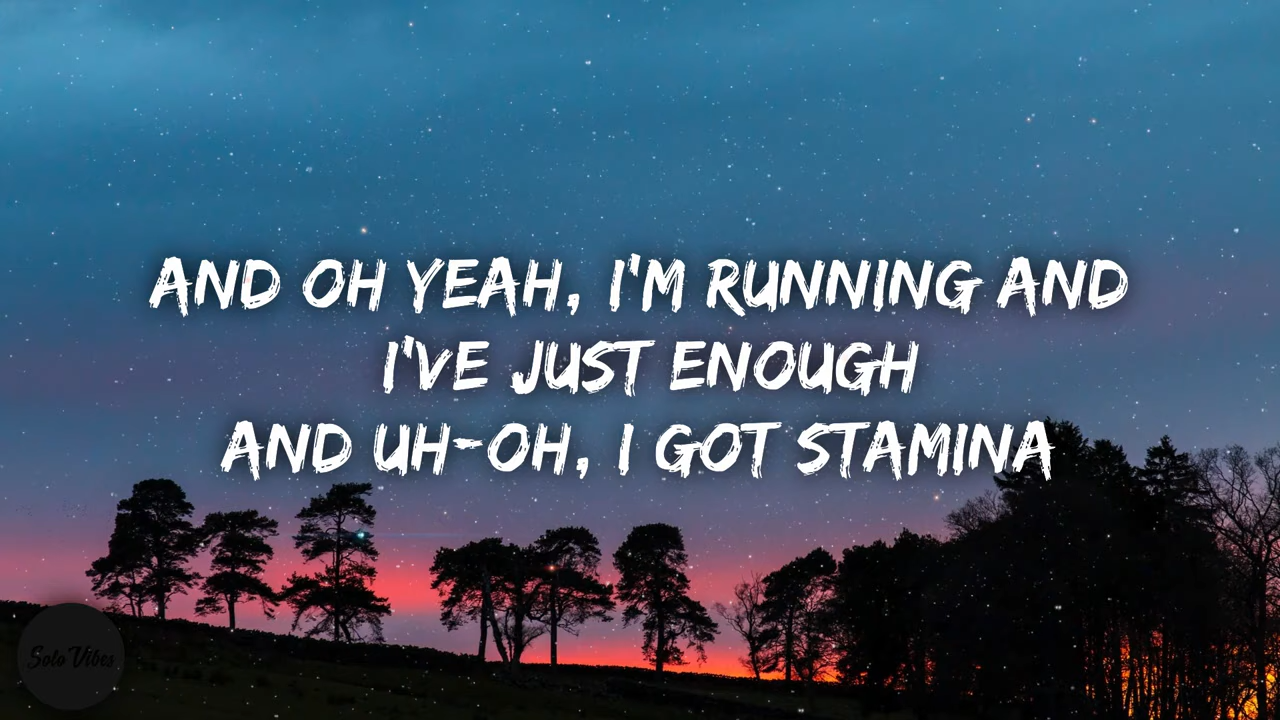 AND OH YEAH, I'M RUNNING AND
I'VE JUST ENOUGH
AND UH-OH, I GOT STAMINA
Solo Vibes